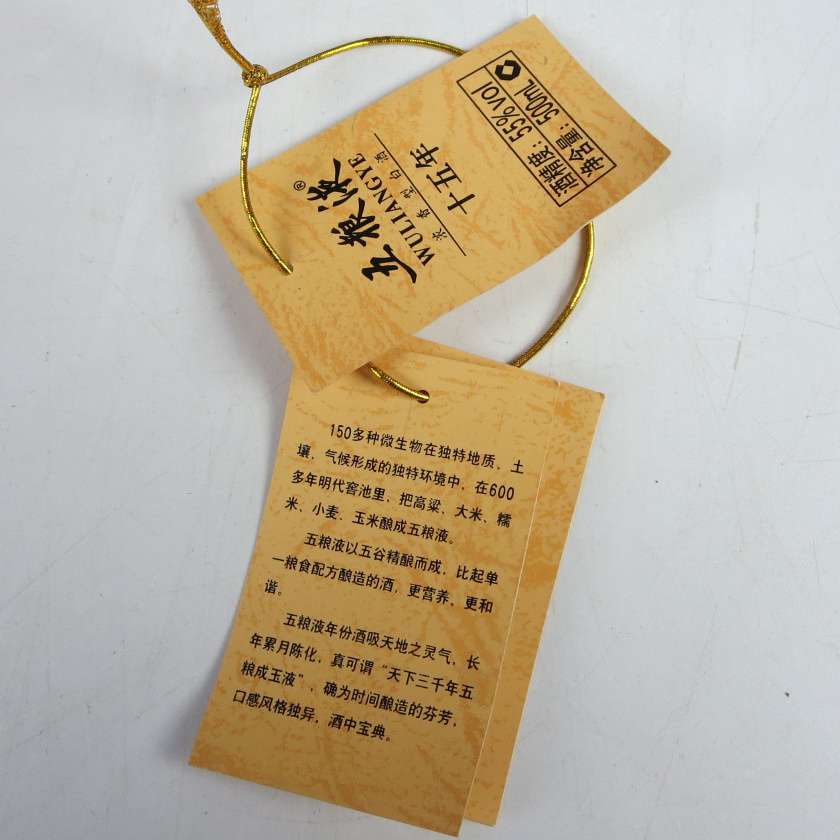 五粮液®
WULIANGYE
浓香型白酒
十五年
酒精度：55%vol
净含量：500mL
150多种微生物在独特地质、土
壤、气候形成的独特环境中，在600
多年明代窖池里、把高粱、大米、糯
米、小麦、玉米酿成五粮液。
五粮液以五谷精酿而成，比起单
一粮食配方酿造的酒，更营养、更和
谐。
五粮液年份酒吸天地之灵气，长
年累月陈化，真可谓“天下三千年五
粮成玉液”，确为时间酿造的芬芳，
口感风格独异，酒中宝典。